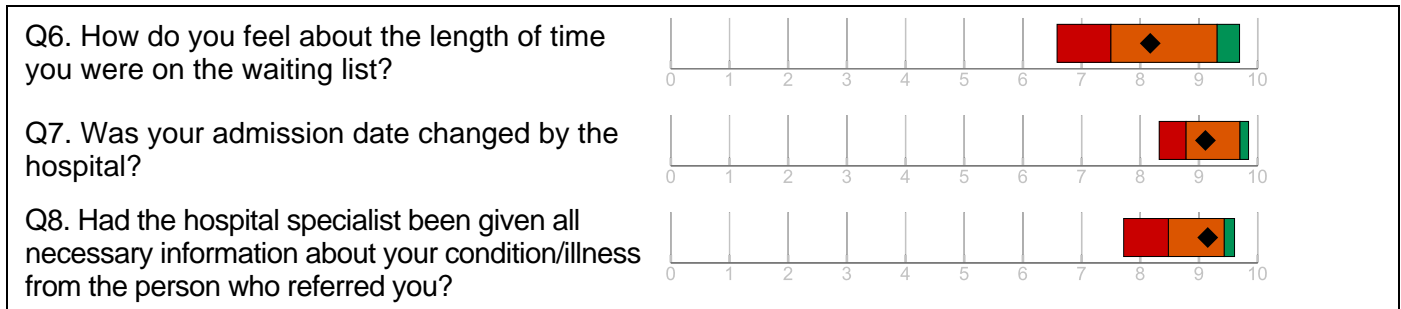 Q6. How do you feel about the length of time
you were on the waiting list?
0 1 2 3 4 5 6 7 8 9 10
Q7. Was your admission date changed by the
hospital?
0 1 2 3 4 5 6 7 8 9 10
Q8. Had the hospital specialist been given all
necessary information about your condition/illness
from the person who referred you?
0 1 2 3 4 5 6 7 8 9 10